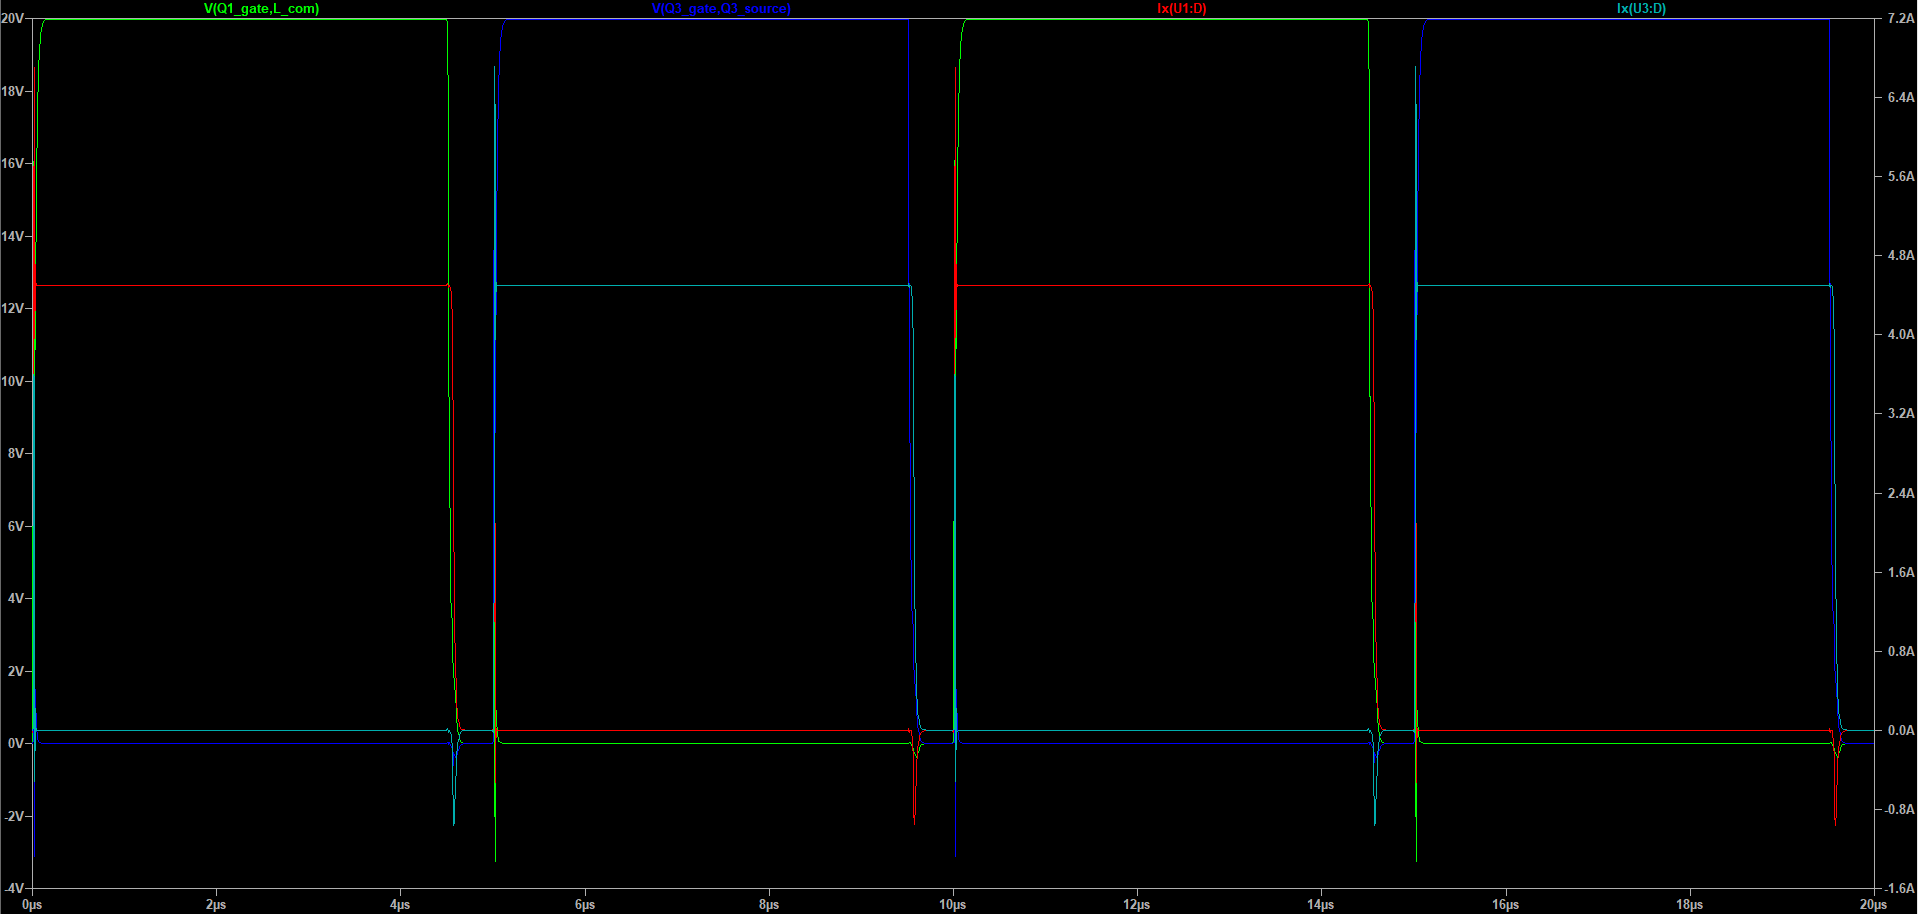 V(Q1_gate,L_com) V(Q3_gate,Q3_source) Ix(U1:D) Ix(U3:D)
20V 7.2A
18V 6.4A
16V 5.6A
14V 4.8A
12V 4.0A
10V 3.2A
8V 2.4A
6V 1.6A
4V 0.8A
2V 0.0A
0V -0.8A
-2V -1.6A
-4V
0µs 2µs 4µs 6µs 8µs 10µs 12µs 14µs 16µs 18µs 20µs